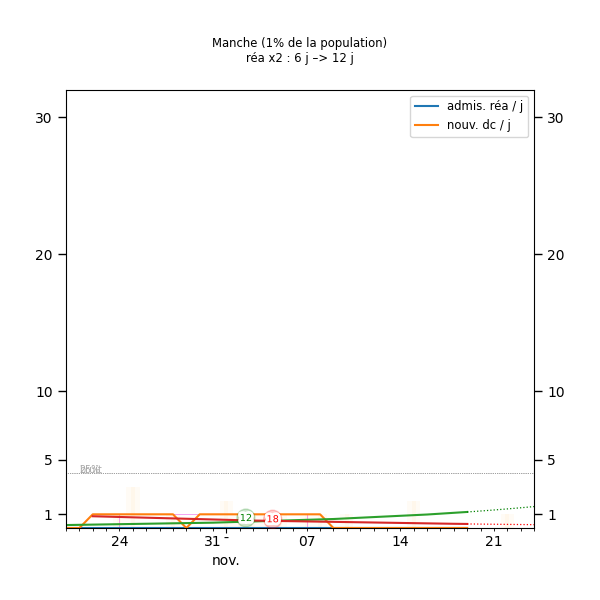 Manche (1% de la population)
réa x2 : 6 j –> 12 j
admis. réa / j
nouv. dc / j
30 30
20 20
10 10
5 5
25%
12 18
1 1
24 31 - 07 14 21
nov.